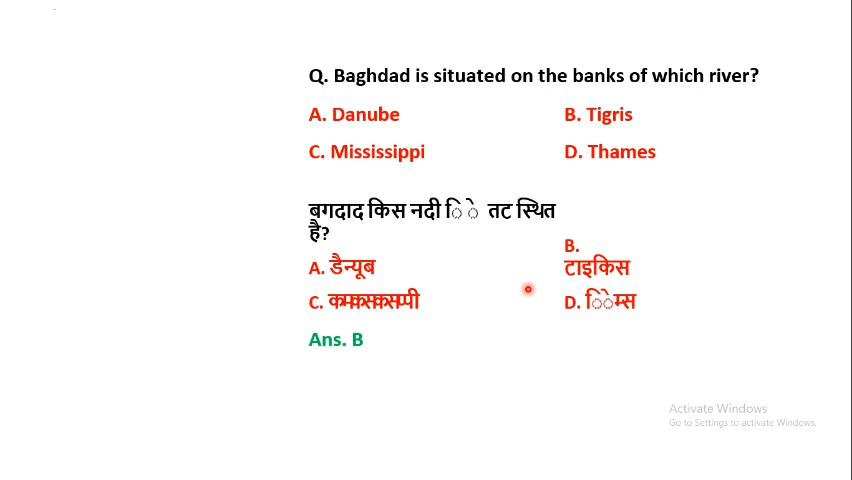 Q. Baghdad is situated on the banks of which river?
A. Danube B. Tigris
C. Mississippi D. Thames
बगदाद किस नदी ि े तट स्थित
है?
B.
A. डैन्यूब टाइकिस
C. कमकसकसप्पी D. िेम्स
Ans. B
Activate Windows
Go to Settings to activate Windows.